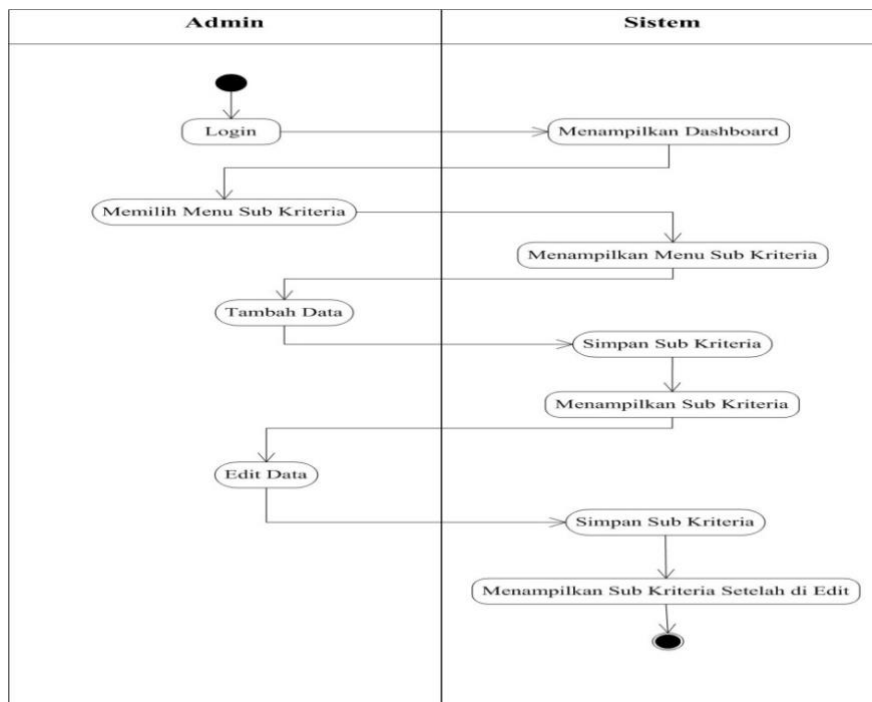 Admin
Sistem
Login
Menampilkan Dashboard
Memilih Menu Sub Kriteria
Menampilkan Menu Sub Kriteria
Tambah Data
Simpan Sub Kriteria
Menampilkan Sub Kriteria
Edit Data
Simpan Sub Kriteria
Menampilkan Sub Kriteria Setelah di Edit